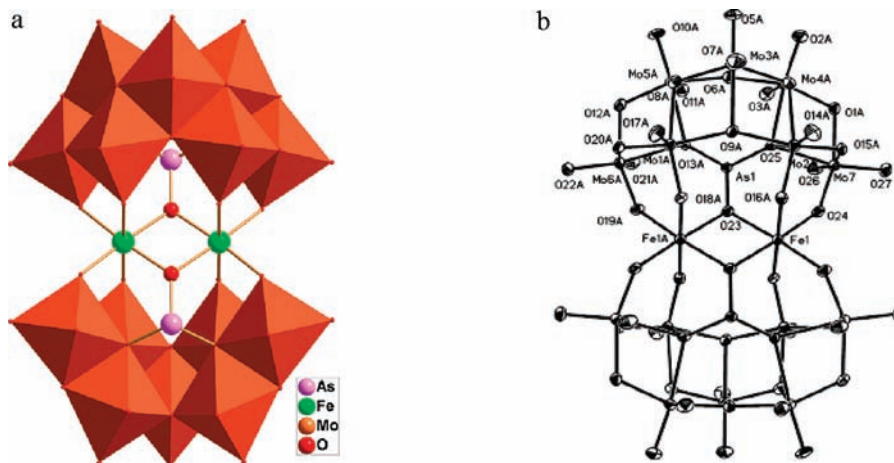 a
As
Fe
Mo
O
b
O5A
O10A
O2A
O7A
Mo3A
Mo5A
Mo4A
O6A
O8A
O3A
O12A
O11A
O14A
O1A
O17A
O20A
O9A
O15A
O13A
O25
Mo1A
Mo2
As1
O22A
Mo6A
O21A
O26
Mo7
O27
O18A
O16A
O19A
O23
O24
Fe1A
Fe1